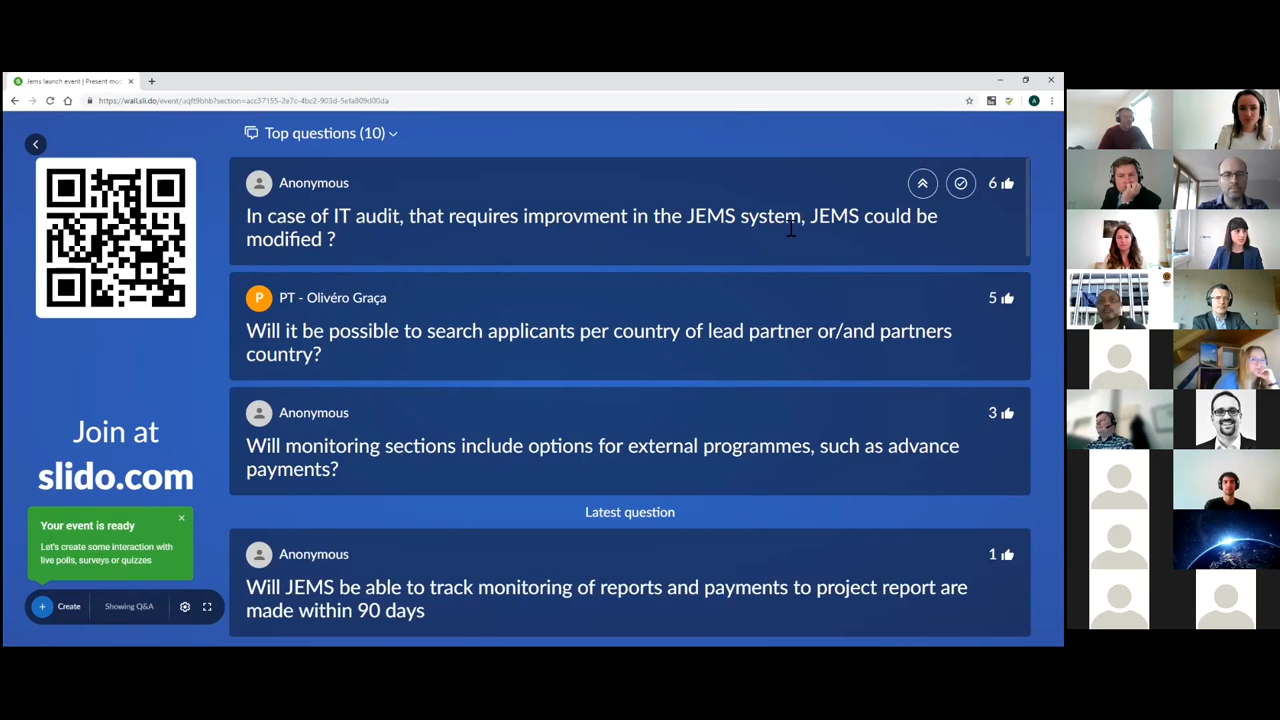 Jems launch event | Present mo
https://wall.sli.do/event/uqft9bhb?section=acc37155-2e7c-4bc2-903d-5efa809d00da
A
Top questions (10)
Anonymous
6
In case of IT audit, that requires improvment in the JEMS system, JEMS could be
modified ?
P
PT - Olivéro Graça
5
Will it be possible to search applicants per country of lead partner or/and partners
country?
Anonymous
3
Will monitoring sections include options for external programmes, such as advance
payments?
Latest question
Anonymous
1
Will JEMS be able to track monitoring of reports and payments to project report are
made within 90 days
Join at
slido.com
Your event is ready
Let's create some interaction with
live polls, surveys or quizzes
Create
Showing Q&A